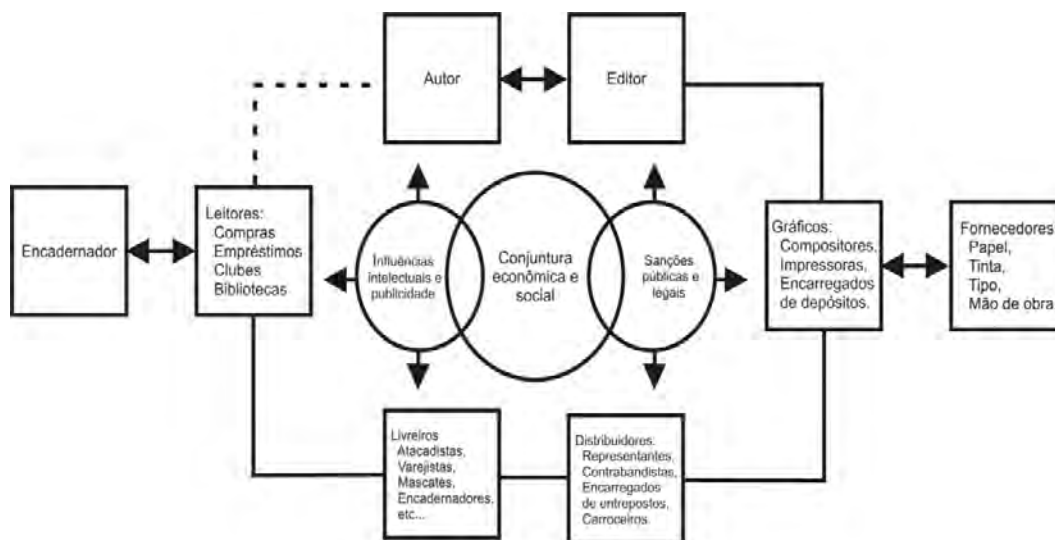 Autor
Editor
Encadernador
Leitores:
Compras
Empréstimos
Clubes
Bibliotecas
Influências
intelectuais e
publicidade
Conjuntura
econômica e
social
Sanções
públicas e
legais
Gráficos:
Compositores,
Impressoras,
Encarregados
de depósitos.
Fornecedores
Papel,
Tinta,
Tipo,
Mão de obra
Livreiros
Atacadistas,
Varejistas,
Mascates,
Encadernadores,
etc...
Distribuidores:
Representantes,
Contrabandistas,
Encarregados
de entrepostos,
Carroceiros.